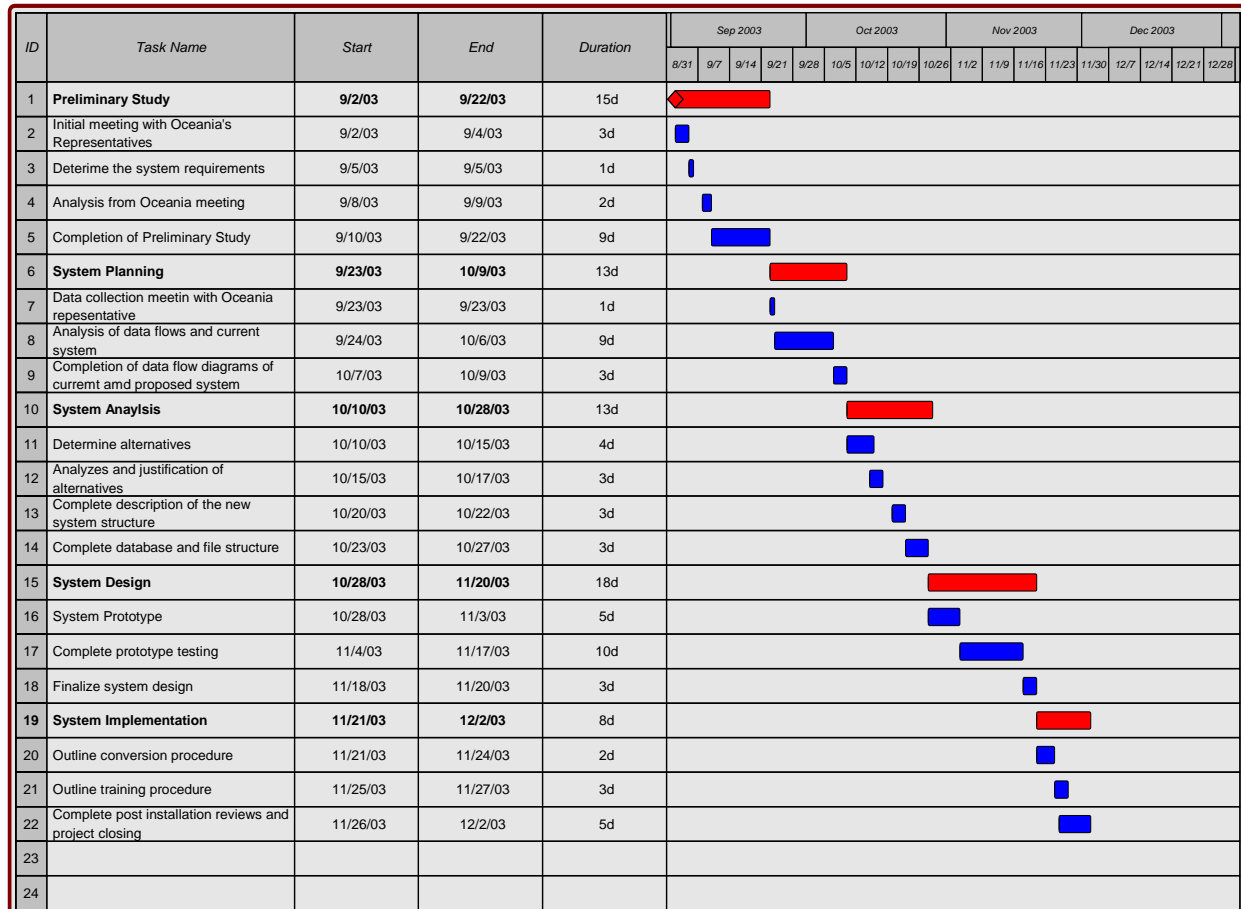 ID Task Name Start End Duration
Sep 2003 Oct 2003 Nov 2003 Dec 2003
8/31 9/7 9/14 9/21 9/28 10/5 10/12 10/19 10/26 11/2 11/9 11/16 11/23 11/30 12/7 12/14 12/21 12/28
1 Preliminary Study 9/2/03 9/22/03 15d
2 Initial meeting with Oceania's
Representatives 9/2/03 9/4/03 3d
3 Deterime the system requirements 9/5/03 9/5/03 1d
4 Analysis from Oceania meeting 9/8/03 9/9/03 2d
5 Completion of Preliminary Study 9/10/03 9/22/03 9d
6 System Planning 9/23/03 10/9/03 13d
7 Data collection meetin with Oceania
repesentative 9/23/03 9/23/03 1d
8 Analysis of data flows and current
system 9/24/03 10/6/03 9d
9 Completion of data flow diagrams of
curremt amd proposed system 10/7/03 10/9/03 3d
10 System Anaylsis 10/10/03 10/28/03 13d
11 Determine alternatives 10/10/03 10/15/03 4d
12 Analyzes and justification of
alternatives 10/15/03 10/17/03 3d
13 Complete description of the new
system structure 10/20/03 10/22/03 3d
14 Complete database and file structure 10/23/03 10/27/03 3d
15 System Design 10/28/03 11/20/03 18d
16 System Prototype 10/28/03 11/3/03 5d
17 Complete prototype testing 11/4/03 11/17/03 10d
18 Finalize system design 11/18/03 11/20/03 3d
19 System Implementation 11/21/03 12/2/03 8d
20 Outline conversion procedure 11/21/03 11/24/03 2d
21 Outline training procedure 11/25/03 11/27/03 3d
22 Complete post installation reviews and
project closing 11/26/03 12/2/03 5d
23
24